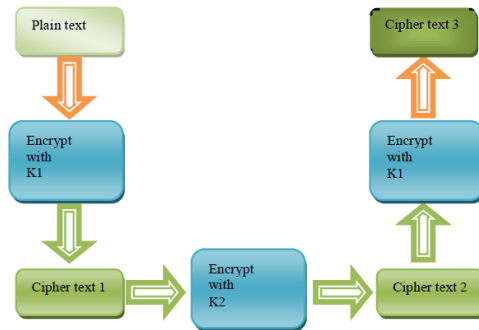 Plain text
Encrypt
with
K1
Cipher text 1
Encrypt
with
K2
Cipher text 2
Encrypt
with
K1
Cipher text 3